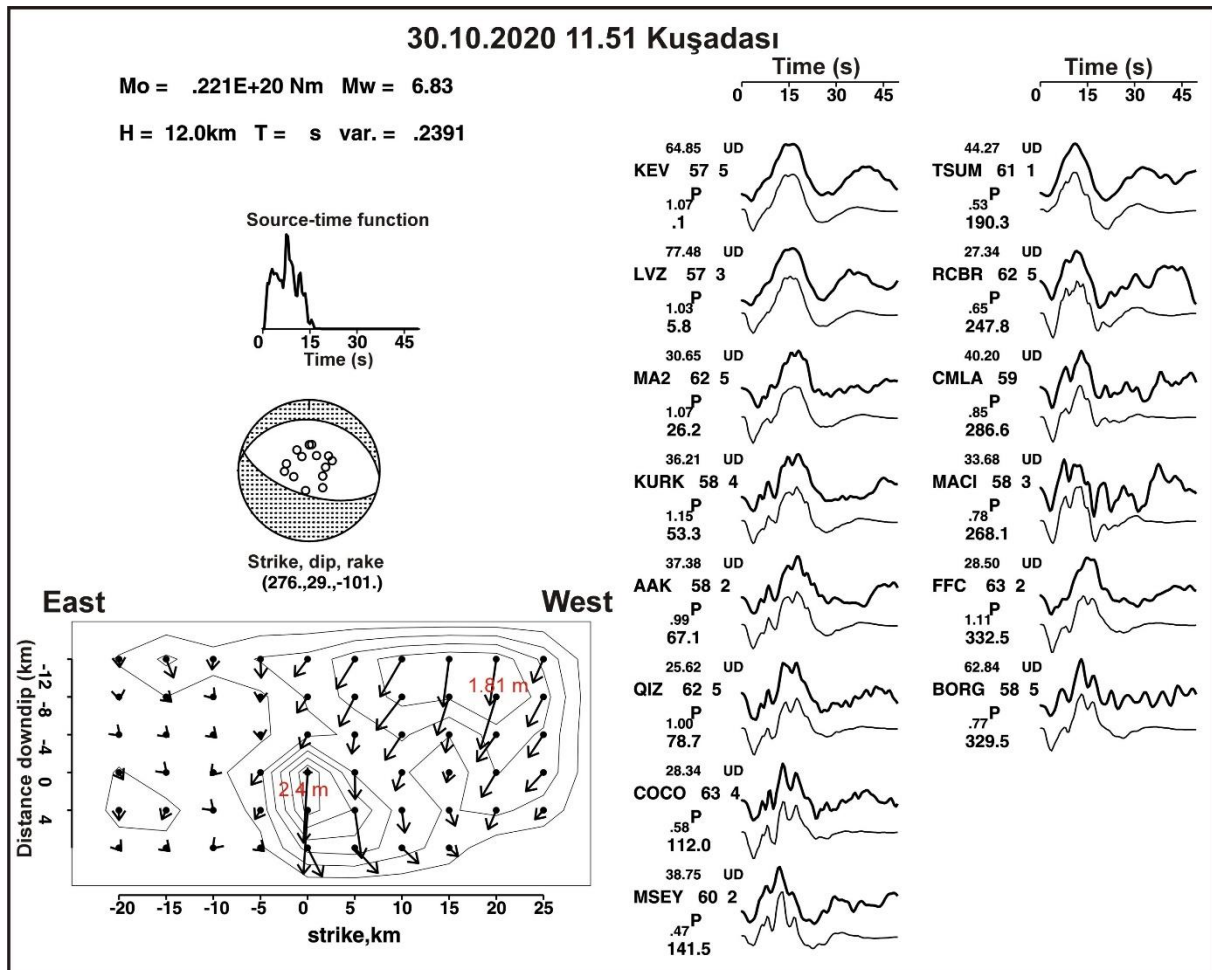 30.10.2020 11.51 Kuşadası
Mo = .221E+20 Nm Mw = 6.83
H = 12.0km T = s var. = .2391
Source-time function
0 15 30 45
Time (s)
Strike, dip, rake
(276.,29.,-101.)
East West
Distance downdip (km)
-12
-8
-4
0
4
1.81 m
2.4 m
-20 -15 -10 -5 0 5 10 15 20 25
strike,km
Time (s)
0 15 30 45
64.85 UD
KEV 57 5
P
1.07
.1
77.48 UD
LVZ 57 3
P
1.03
5.8
30.65 UD
MA2 62 5
P
1.07
26.2
36.21 UD
KURK 58 4
P
1.15
53.3
37.38 UD
AAK 58 2
P
.99
67.1
25.62 UD
QIZ 62 5
P
1.00
78.7
28.34 UD
COCO 63 4
P
.58
112.0
38.75 UD
MSEY 60 2
P
.47
141.5
Time (s)
0 15 30 45
44.27 UD
TSUM 61 1
P
.53
190.3
27.34 UD
RCBR 62 5
P
.65
247.8
40.20 UD
CMLA 59
P
.85
286.6
33.68 UD
MACI 58 3
P
.78
268.1
28.50 UD
FFC 63 2
P
1.11
332.5
62.84 UD
BORG 58 5
P
.77
329.5